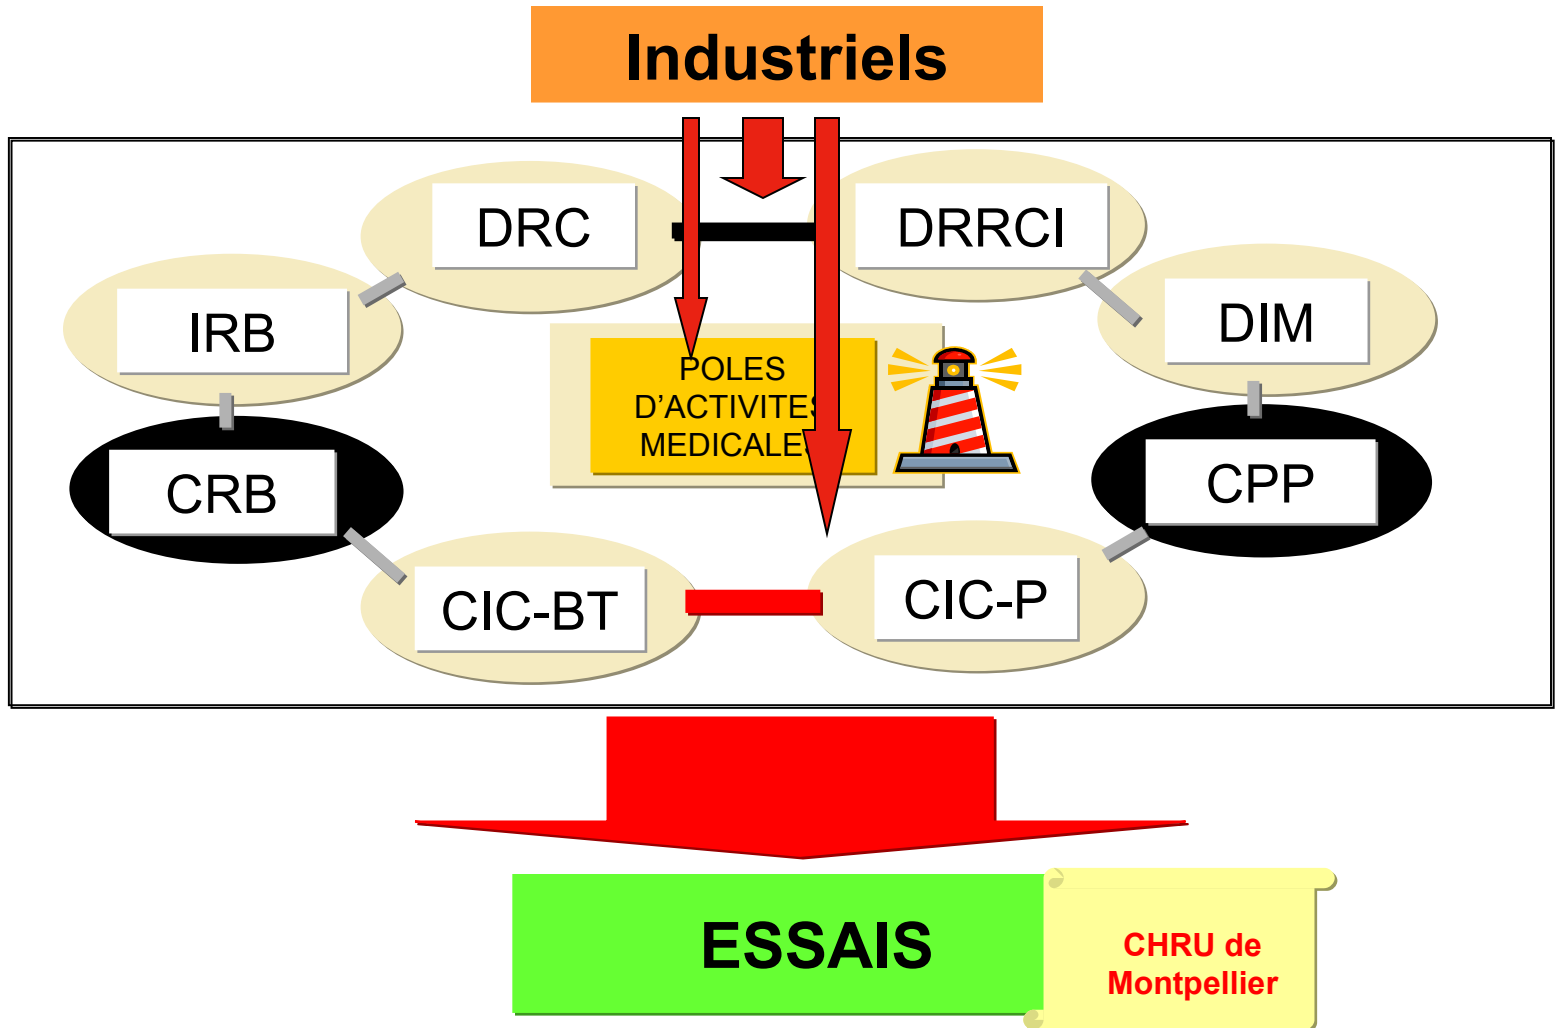 Industriels
DRC
DRRCI
IRB
DIM
POLES
D’ACTIVITES
MEDICALES
CRB
CPP
CIC-BT
CIC-P
ESSAIS
CHRU de
Montpellier